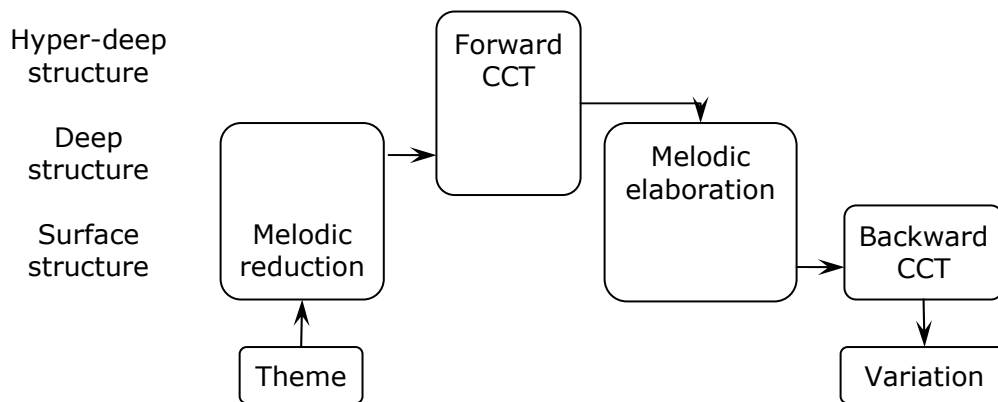 Hyper-deep
structure
Forward
CCT
Deep
structure
Melodic
elaboration
Surface
structure
Melodic
reduction
Backward
CCT
Theme
Variation